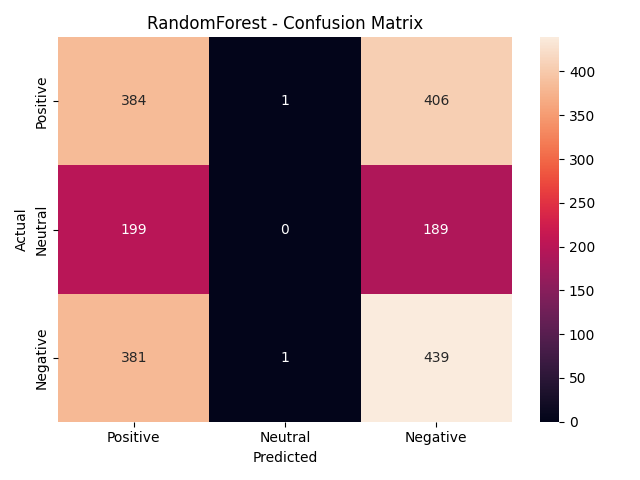 RandomForest - Confusion Matrix
Positive 384 1 406
Neutral 199 0 189
Negative 381 1 439
Actual
Positive Neutral Negative
Predicted
400
350
300
250
200
150
100
50
0